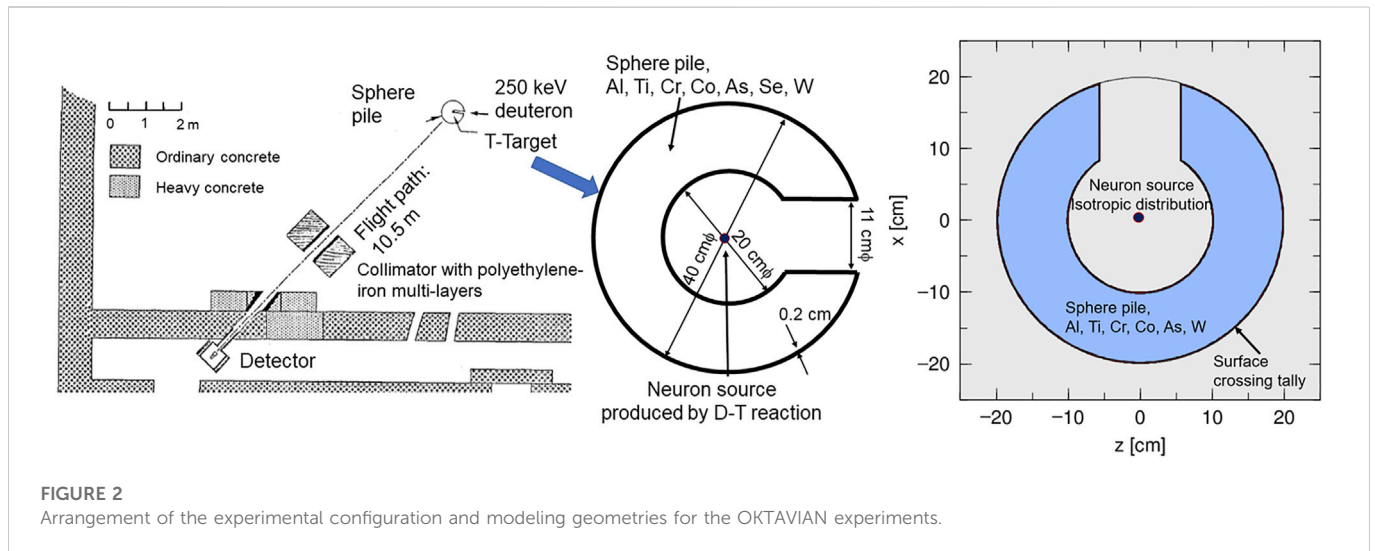 0 1 2 m
Ordinary concrete
Heavy concrete
Sphere
pile
250 keV
deuteron
T-Target
Flight path:
10.5 m
Collimator with polyethylene-
iron multi-layers
Detector
Sphere pile,
Al, Ti, Cr, Co, As, Se, W
40 cmφ
20 cmφ
11 cmφ
0.2 cm
Neuron source
produced by D-T reaction
x [cm]
20
10
0
−10
−20
Neuron source
Isotropic distribution
Sphere pile,
Al, Ti, Cr, Co, As, W
Surface
crossing tally
−20 −10 0 10 20
z [cm]
FIGURE 2
Arrangement of the experimental configuration and modeling geometries for the OKTAVIAN experiments.